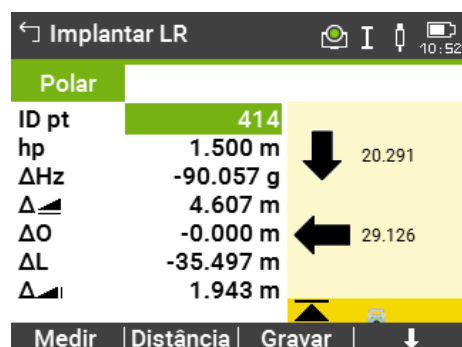 Implantar LR
10:52
Polar
ID pt 414
hp 1.500 m
ΔHz -90.057 g
Δ 4.607 m
ΔO -0.000 m
ΔL -35.497 m
Δ 1.943 m
20.291
29.126
Medir Distância Gravar